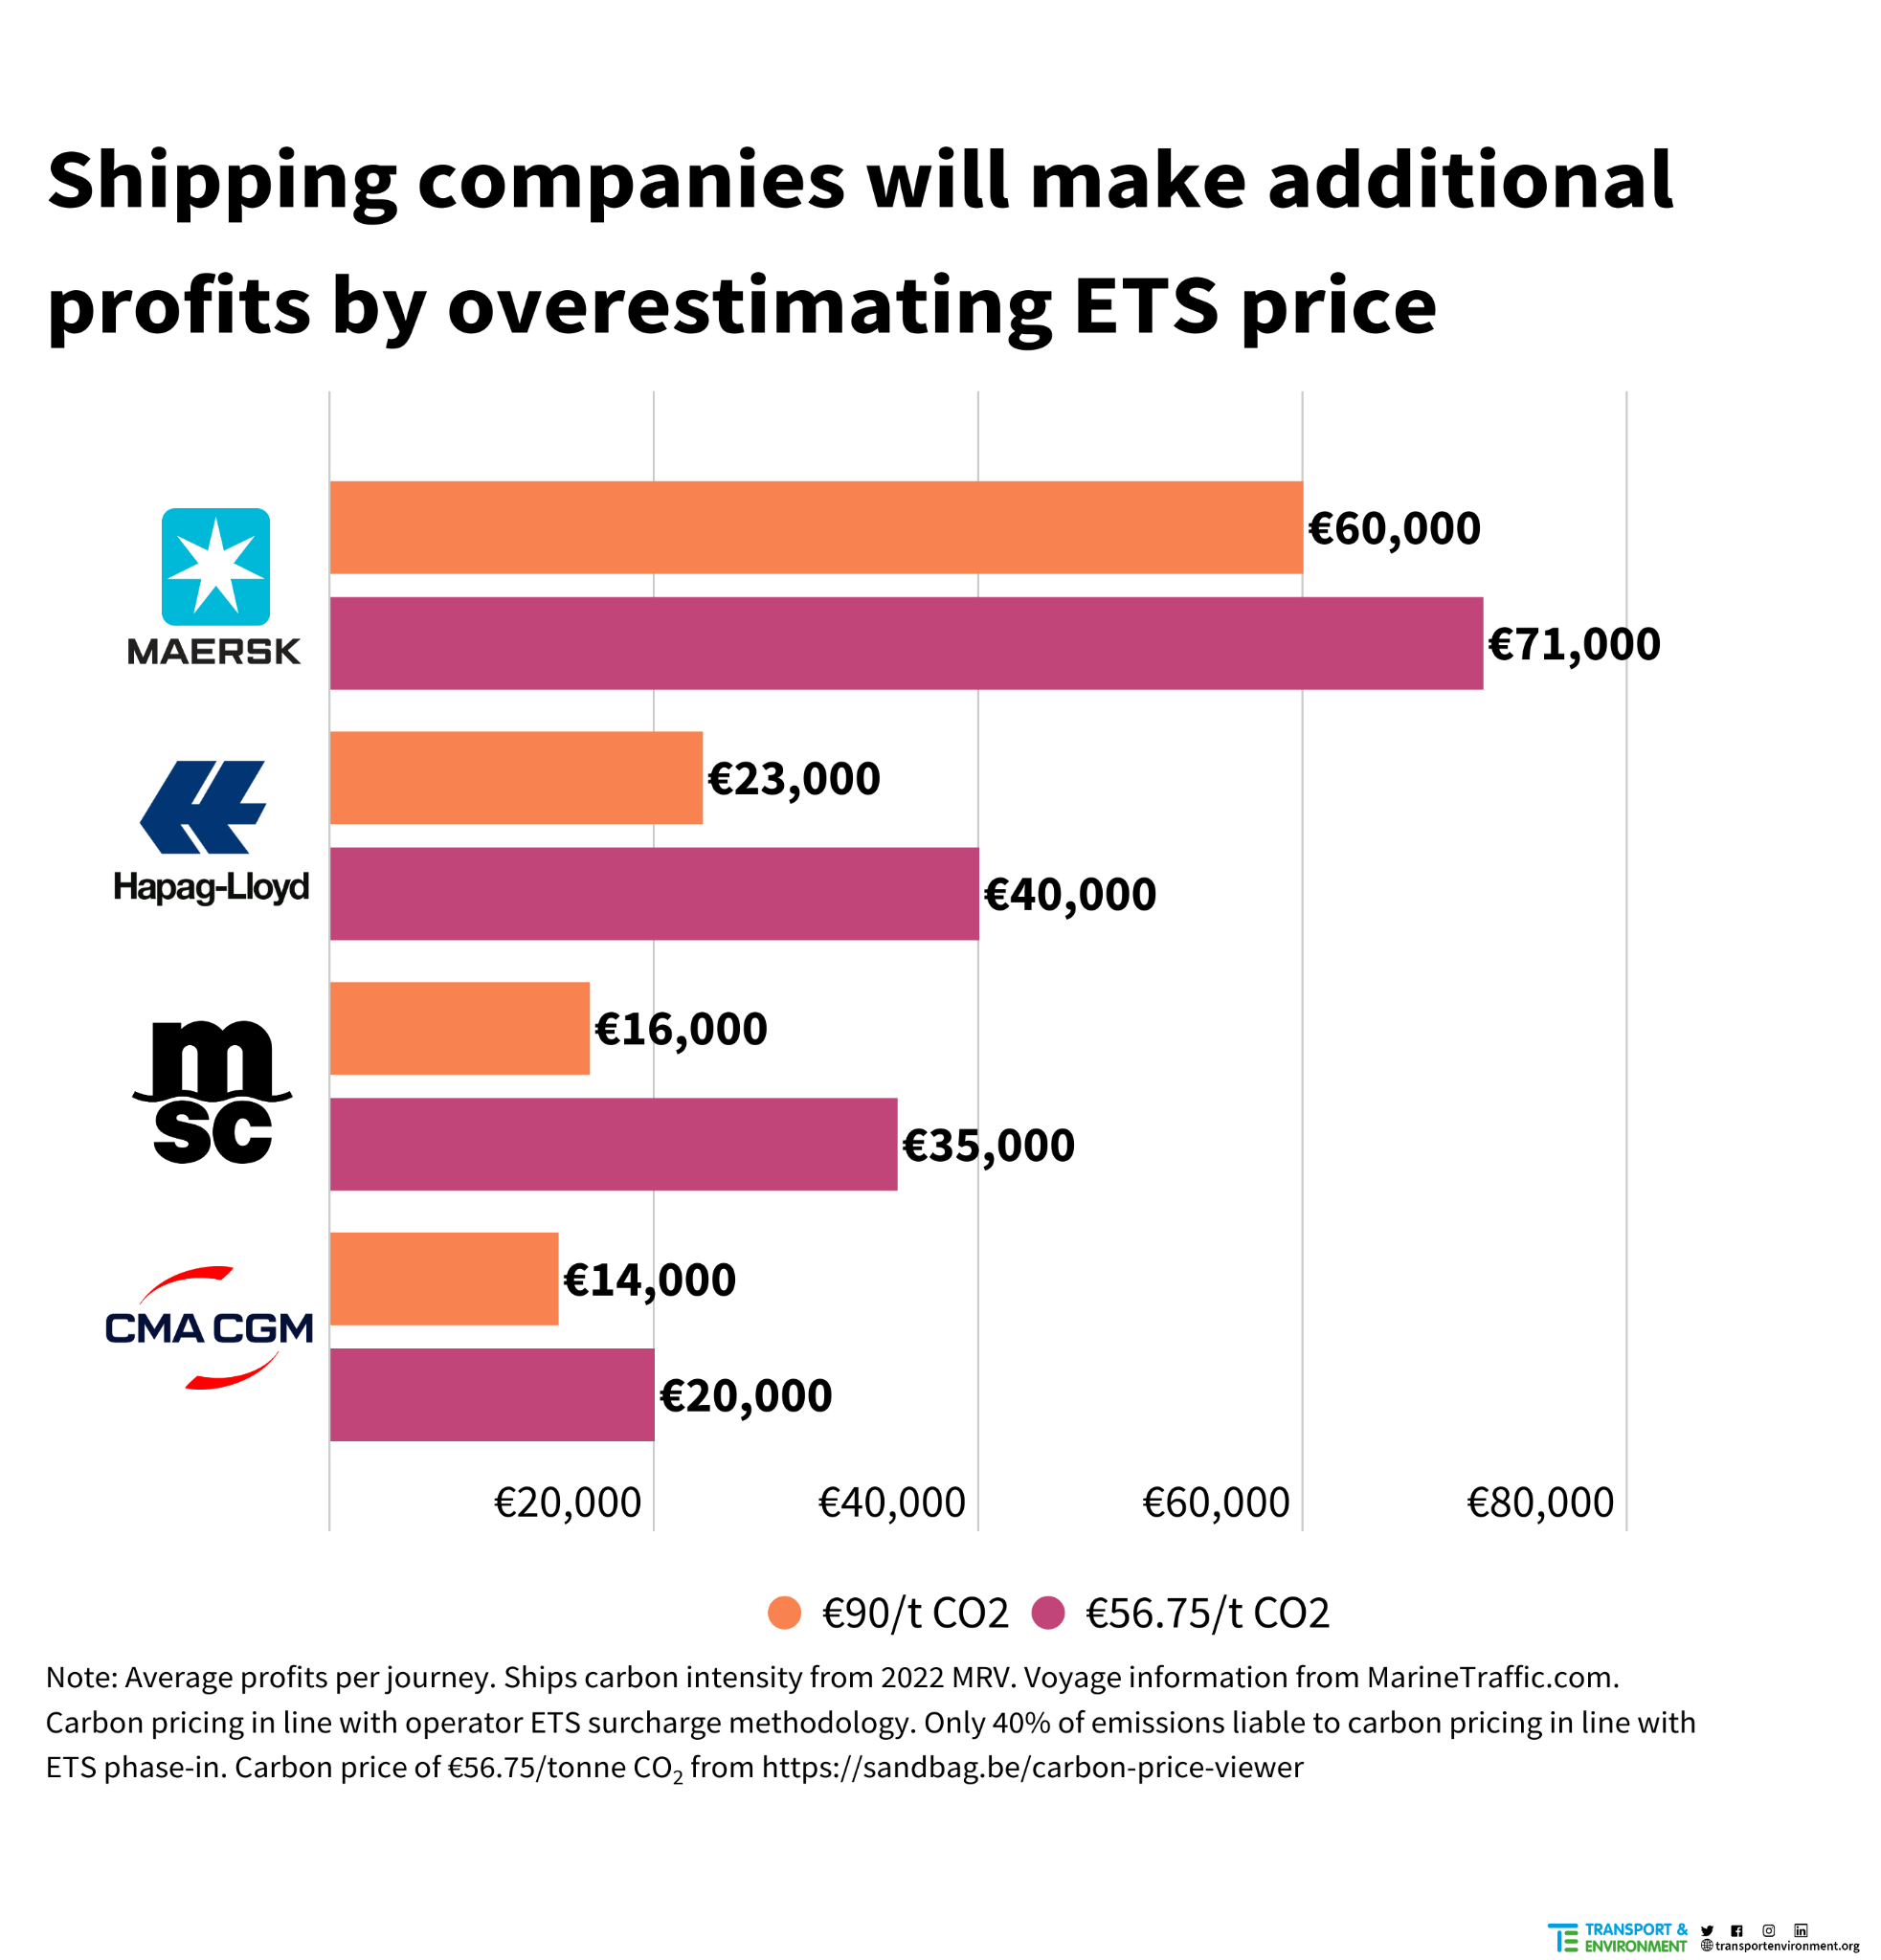 Shipping companies will make additional
profits by overestimating ETS price
€60,000
MAERSK
€71,000
€23,000
Hapag-Lloyd
€40,000
€16,000
msc
€35,000
€14,000
CMA CGM
€20,000
€20,000 €40,000 €60,000 €80,000
€90/t CO2 €56.75/t CO2
Note: Average profits per journey. Ships carbon intensity from 2022 MRV. Voyage information from MarineTraffic.com.
Carbon pricing in line with operator ETS surcharge methodology. Only 40% of emissions liable to carbon pricing in line with
ETS phase-in. Carbon price of €56.75/tonne CO₂ from https://sandbag.be/carbon-price-viewer
TE TRANSPORT &
ENVIRONMENT transportenvironment.org